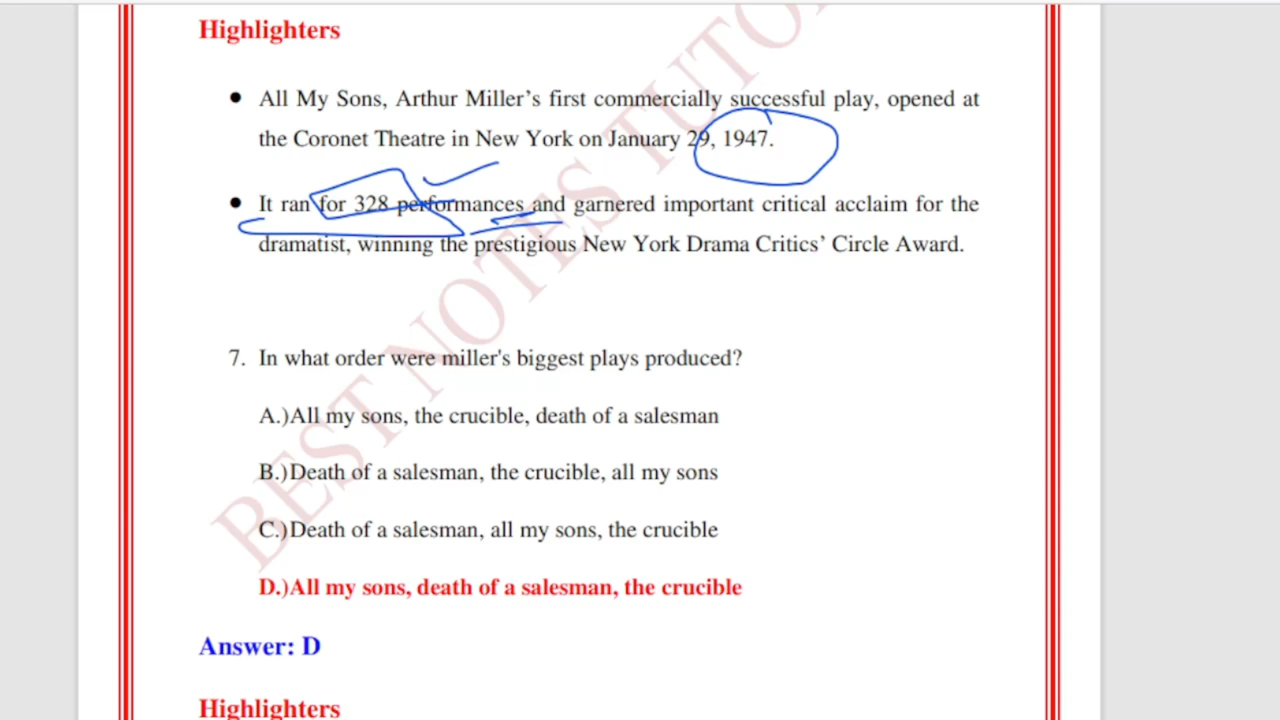 Highlighters
• All My Sons, Arthur Miller’s first commercially successful play, opened at
the Coronet Theatre in New York on January 29, 1947.
• It ran for 328 performances and garnered important critical acclaim for the
dramatist, winning the prestigious New York Drama Critics’ Circle Award.
7. In what order were miller's biggest plays produced?
A.)All my sons, the crucible, death of a salesman
B.)Death of a salesman, the crucible, all my sons
C.)Death of a salesman, all my sons, the crucible
D.)All my sons, death of a salesman, the crucible
Answer: D
Highlighters
BEST NOTES TUTO